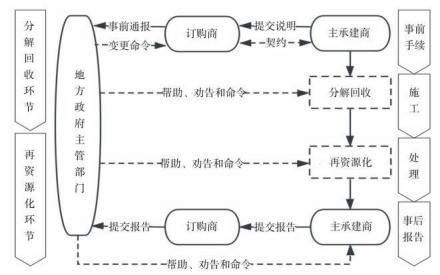 分解回收环节
再资源化环节
地方政府主管部门
事前通报
变更命令
订购商
提交说明
契约
主承建商
帮助、劝告和命令
分解回收
帮助、劝告和命令
再资源化
提交报告
订购商
提交报告
主承建商
帮助、劝告和命令
事前手续
施工
处理
事后报告